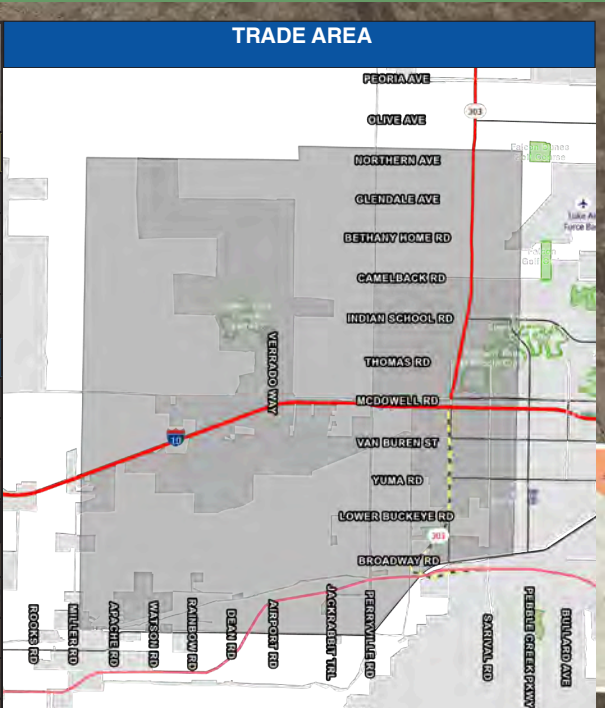 TRADE AREA
PEORIA AVE
303
OLIVE AVE
NORTHERN AVE
GLENDALE AVE
BETHANY HOME RD
CAMELBACK RD
INDIAN SCHOOL RD
THOMAS RD
VERRADO WAY
MCDOWELL RD
10
VAN BUREN ST
YUMA RD
LOWER BUCKEYE RD
303
BROADWAY RD
ROOKS RD
MILLER RD
APACHE RD
WATSON RD
RAINBOW RD
DEAN RD
AIRPORT RD
JACKRABBIT TRL
PERRYVILLE RD
SARIVAL RD
PEBBLE CREEK PKWY
BULLARD AVE